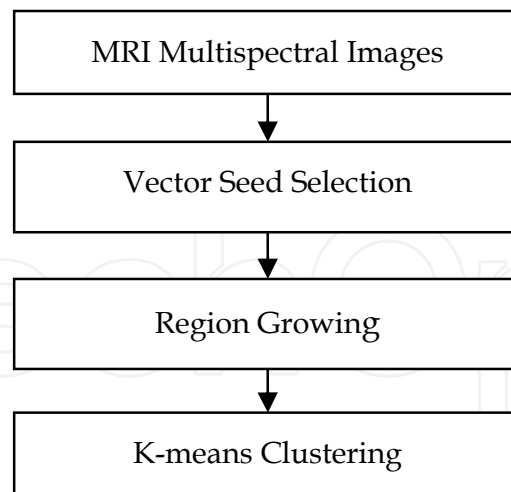 MRI Multispectral Images
Vector Seed Selection
Region Growing
K-means Clustering